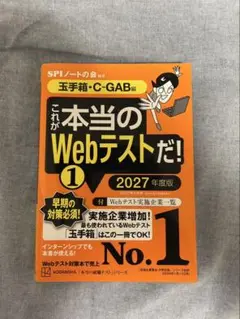 SPIノートの会 編著
玉手箱・C-GAB編
これが
本当の
Webテストだ!
1
2027年度版
早期の
対策必須!
付 Webテスト実施企業一覧
実施企業増加!
最も使われているWebテスト
「玉手箱」はこの一冊でOK!
インターンシップでも
本書が使える!
Webテスト対策本で売上
No.1
KODANSHA